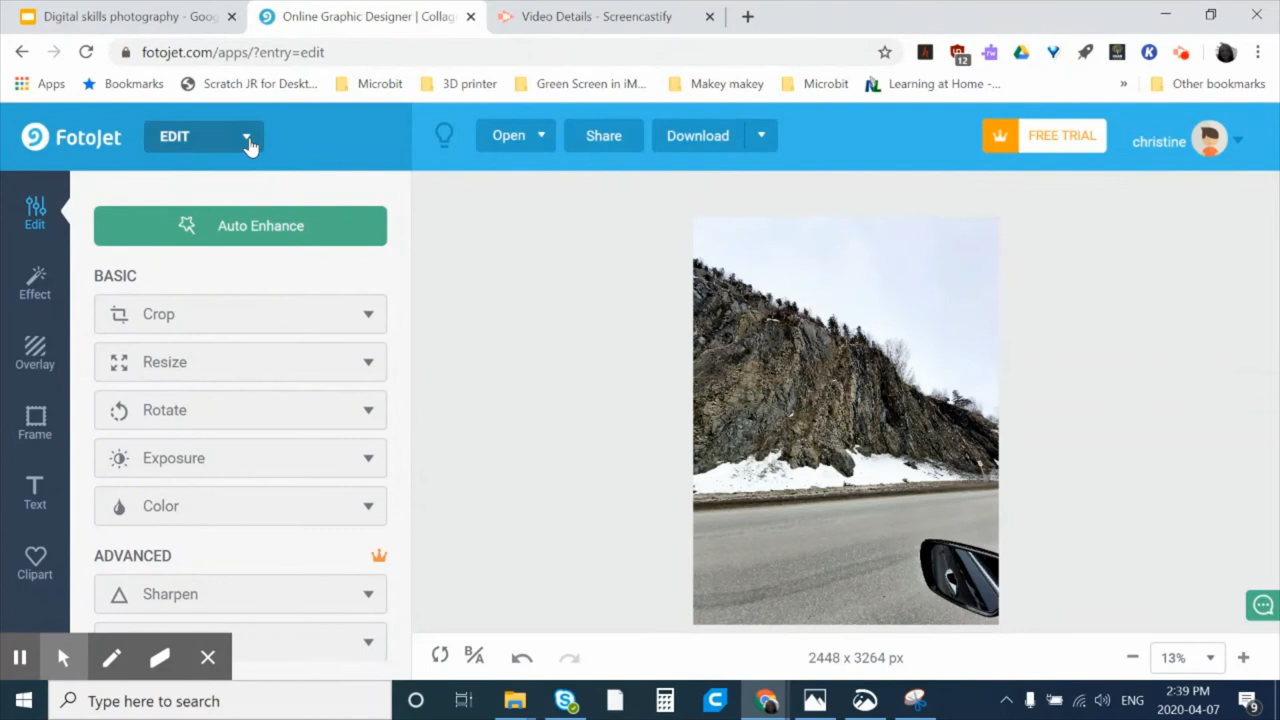 Digital skills photography - Goo
Online Graphic Designer | Collag
Video Details - Screencastify
fotojet.com/apps/?entry=edit
12
Apps
Bookmarks
Scratch JR for Deskt...
Microbit
3D printer
Green Screen in iM...
Makey makey
Microbit
Learning at Home -...
»
Other bookmarks
FotoJet
EDIT
Open
Share
Download
FREE TRIAL
christine
Edit
Effect
Overlay
Frame
Text
Clipart
Auto Enhance
BASIC
Crop
Resize
Rotate
Exposure
Color
ADVANCED
Sharpen
B/A
2448 x 3264 px
13%
Type here to search
ENG
2:39 PM
2020-04-07
9